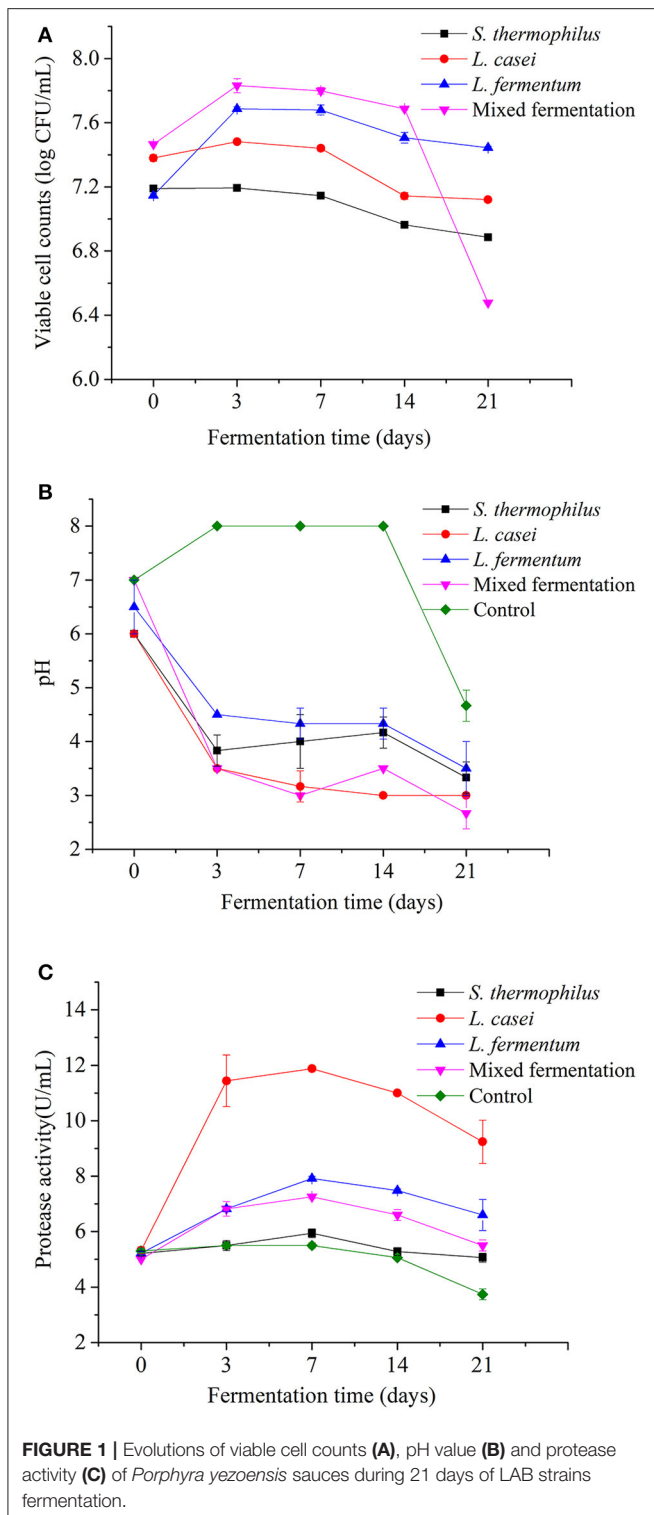 A
S. thermophilus
L. casei
L. fermentum
Mixed fermentation
8.0
7.6
7.2
6.8
6.4
6.0
Viable cell counts (log CFU/mL)
0 3 7 14 21
Fermentation time (days)
B
S. thermophilus
L. casei
L. fermentum
Mixed fermentation
Control
8
7
6
5
4
3
2
pH
0 3 7 14 21
Fermentation time (days)
C
S. thermophilus
L. casei
L. fermentum
Mixed fermentation
Control
14
12
10
8
6
4
2
Protease activity(U/mL)
0 3 7 14 21
Fermentation time (days)
FIGURE 1 | Evolutions of viable cell counts (A), pH value (B) and protease
activity (C) of Porphyra yezoensis sauces during 21 days of LAB strains
fermentation.